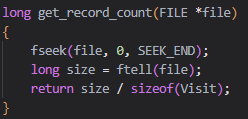 long get_record_count(FILE *file)
{
    fseek(file, 0, SEEK_END);
    long size = ftell(file);
    return size / sizeof(Visit);
}